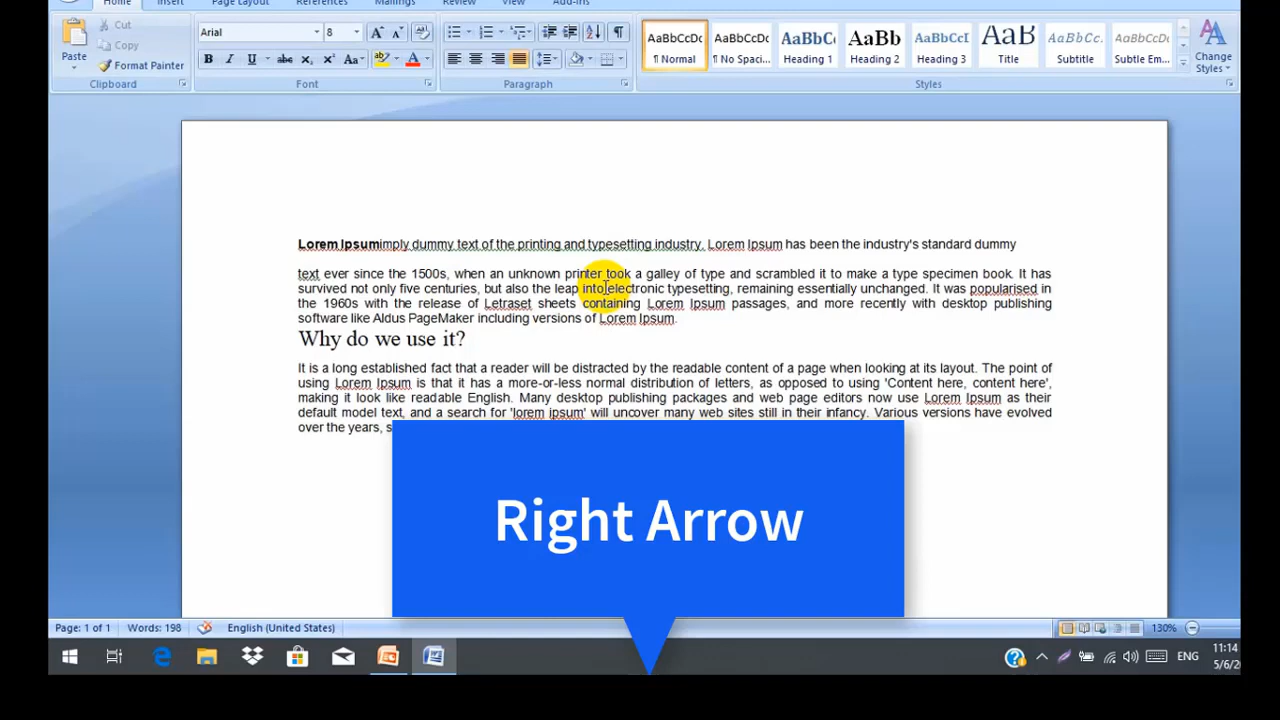 Home Insert Page Layout References Mailings Review View Add-Ins
Paste
Cut
Copy
Format Painter
Clipboard
Arial 8
B I U abc x₂ x² Aa
Font
Paragraph
AaBbCcDc AaBbCcDc AaBbCc AaBb AaBbCcI AaB AaBbCc. AaBbCcDc
¶ Normal ¶ No Spaci... Heading 1 Heading 2 Heading 3 Title Subtitle Subtle Em...
Change
Styles
Styles
Lorem Ipsumimply dummy text of the printing and typesetting industry. Lorem Ipsum has been the industry's standard dummy
text ever since the 1500s, when an unknown printer took a galley of type and scrambled it to make a type specimen book. It has
survived not only five centuries, but also the leap into electronic typesetting, remaining essentially unchanged. It was popularised in
the 1960s with the release of Letraset sheets containing Lorem Ipsum passages, and more recently with desktop publishing
software like Aldus PageMaker including versions of Lorem Ipsum.
Why do we use it?
It is a long established fact that a reader will be distracted by the readable content of a page when looking at its layout. The point of
using Lorem Ipsum is that it has a more-or-less normal distribution of letters, as opposed to using 'Content here, content here',
making it look like readable English. Many desktop publishing packages and web page editors now use Lorem Ipsum as their
default model text, and a search for 'lorem ipsum' will uncover many web sites still in their infancy. Various versions have evolved
over the years, s
Right Arrow
Page: 1 of 1 Words: 198 English (United States) 130%
ENG
11:14
5/6/2